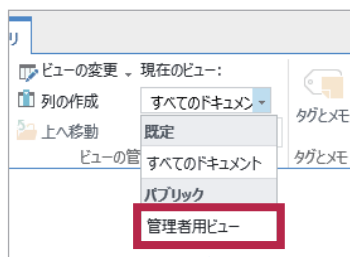 リ
ビューの変更
現在のビュー:
列の作成
すべてのドキュメン
タグとメモ
上へ移動
既定
ビューの管
すべてのドキュメント
タグとメモ
パブリック
管理者用ビュー